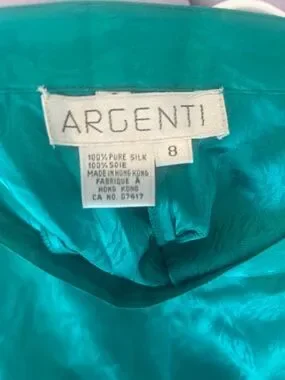 ARGENTI
100% PURE SILK
100% SOIE
MADE IN HONG KONG
FABRIQUE À
HONG KONG
CA NO. 07617
8